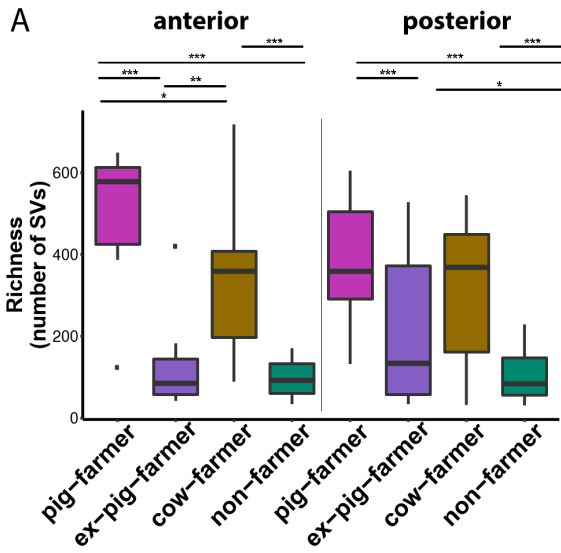 A
anterior
posterior
***
***
***
***
***
**
***
*
*
Richness
(number of SVs)
600
400
200
0
pig-farmer
ex-pig-farmer
cow-farmer
non-farmer
pig-farmer
ex-pig-farmer
cow-farmer
non-farmer